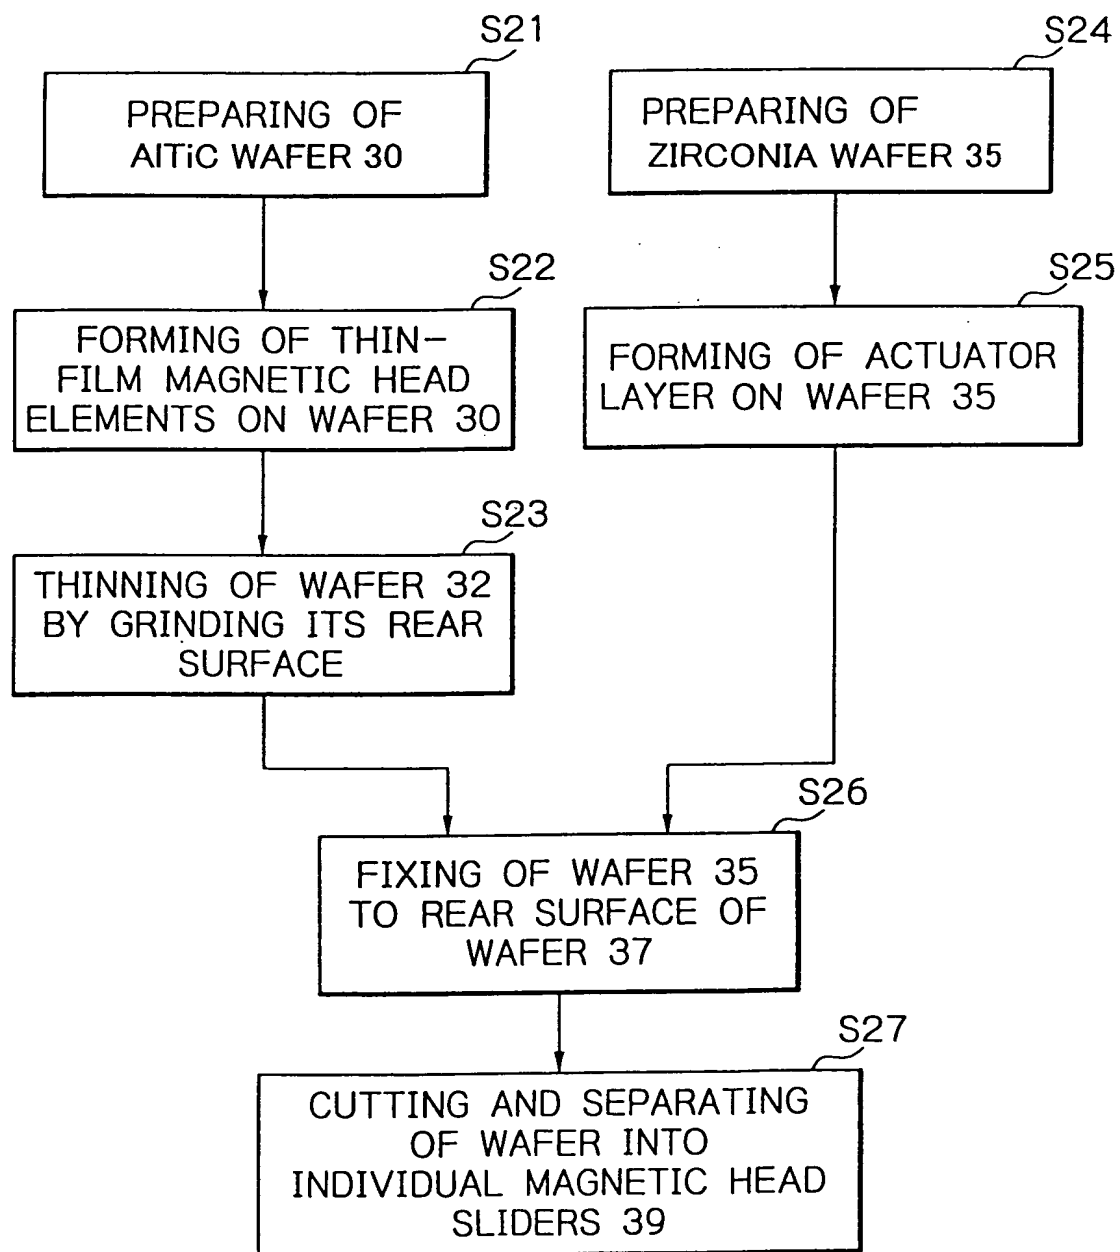 S21
PREPARING OF
AlTiC WAFER 30
S24
PREPARING OF
ZIRCONIA WAFER 35
S22
FORMING OF THIN-
FILM MAGNETIC HEAD
ELEMENTS ON WAFER 30
S25
FORMING OF ACTUATOR
LAYER ON WAFER 35
S23
THINNING OF WAFER 32
BY GRINDING ITS REAR
SURFACE
S26
FIXING OF WAFER 35
TO REAR SURFACE OF
WAFER 37
S27
CUTTING AND SEPARATING
OF WAFER INTO
INDIVIDUAL MAGNETIC HEAD
SLIDERS 39